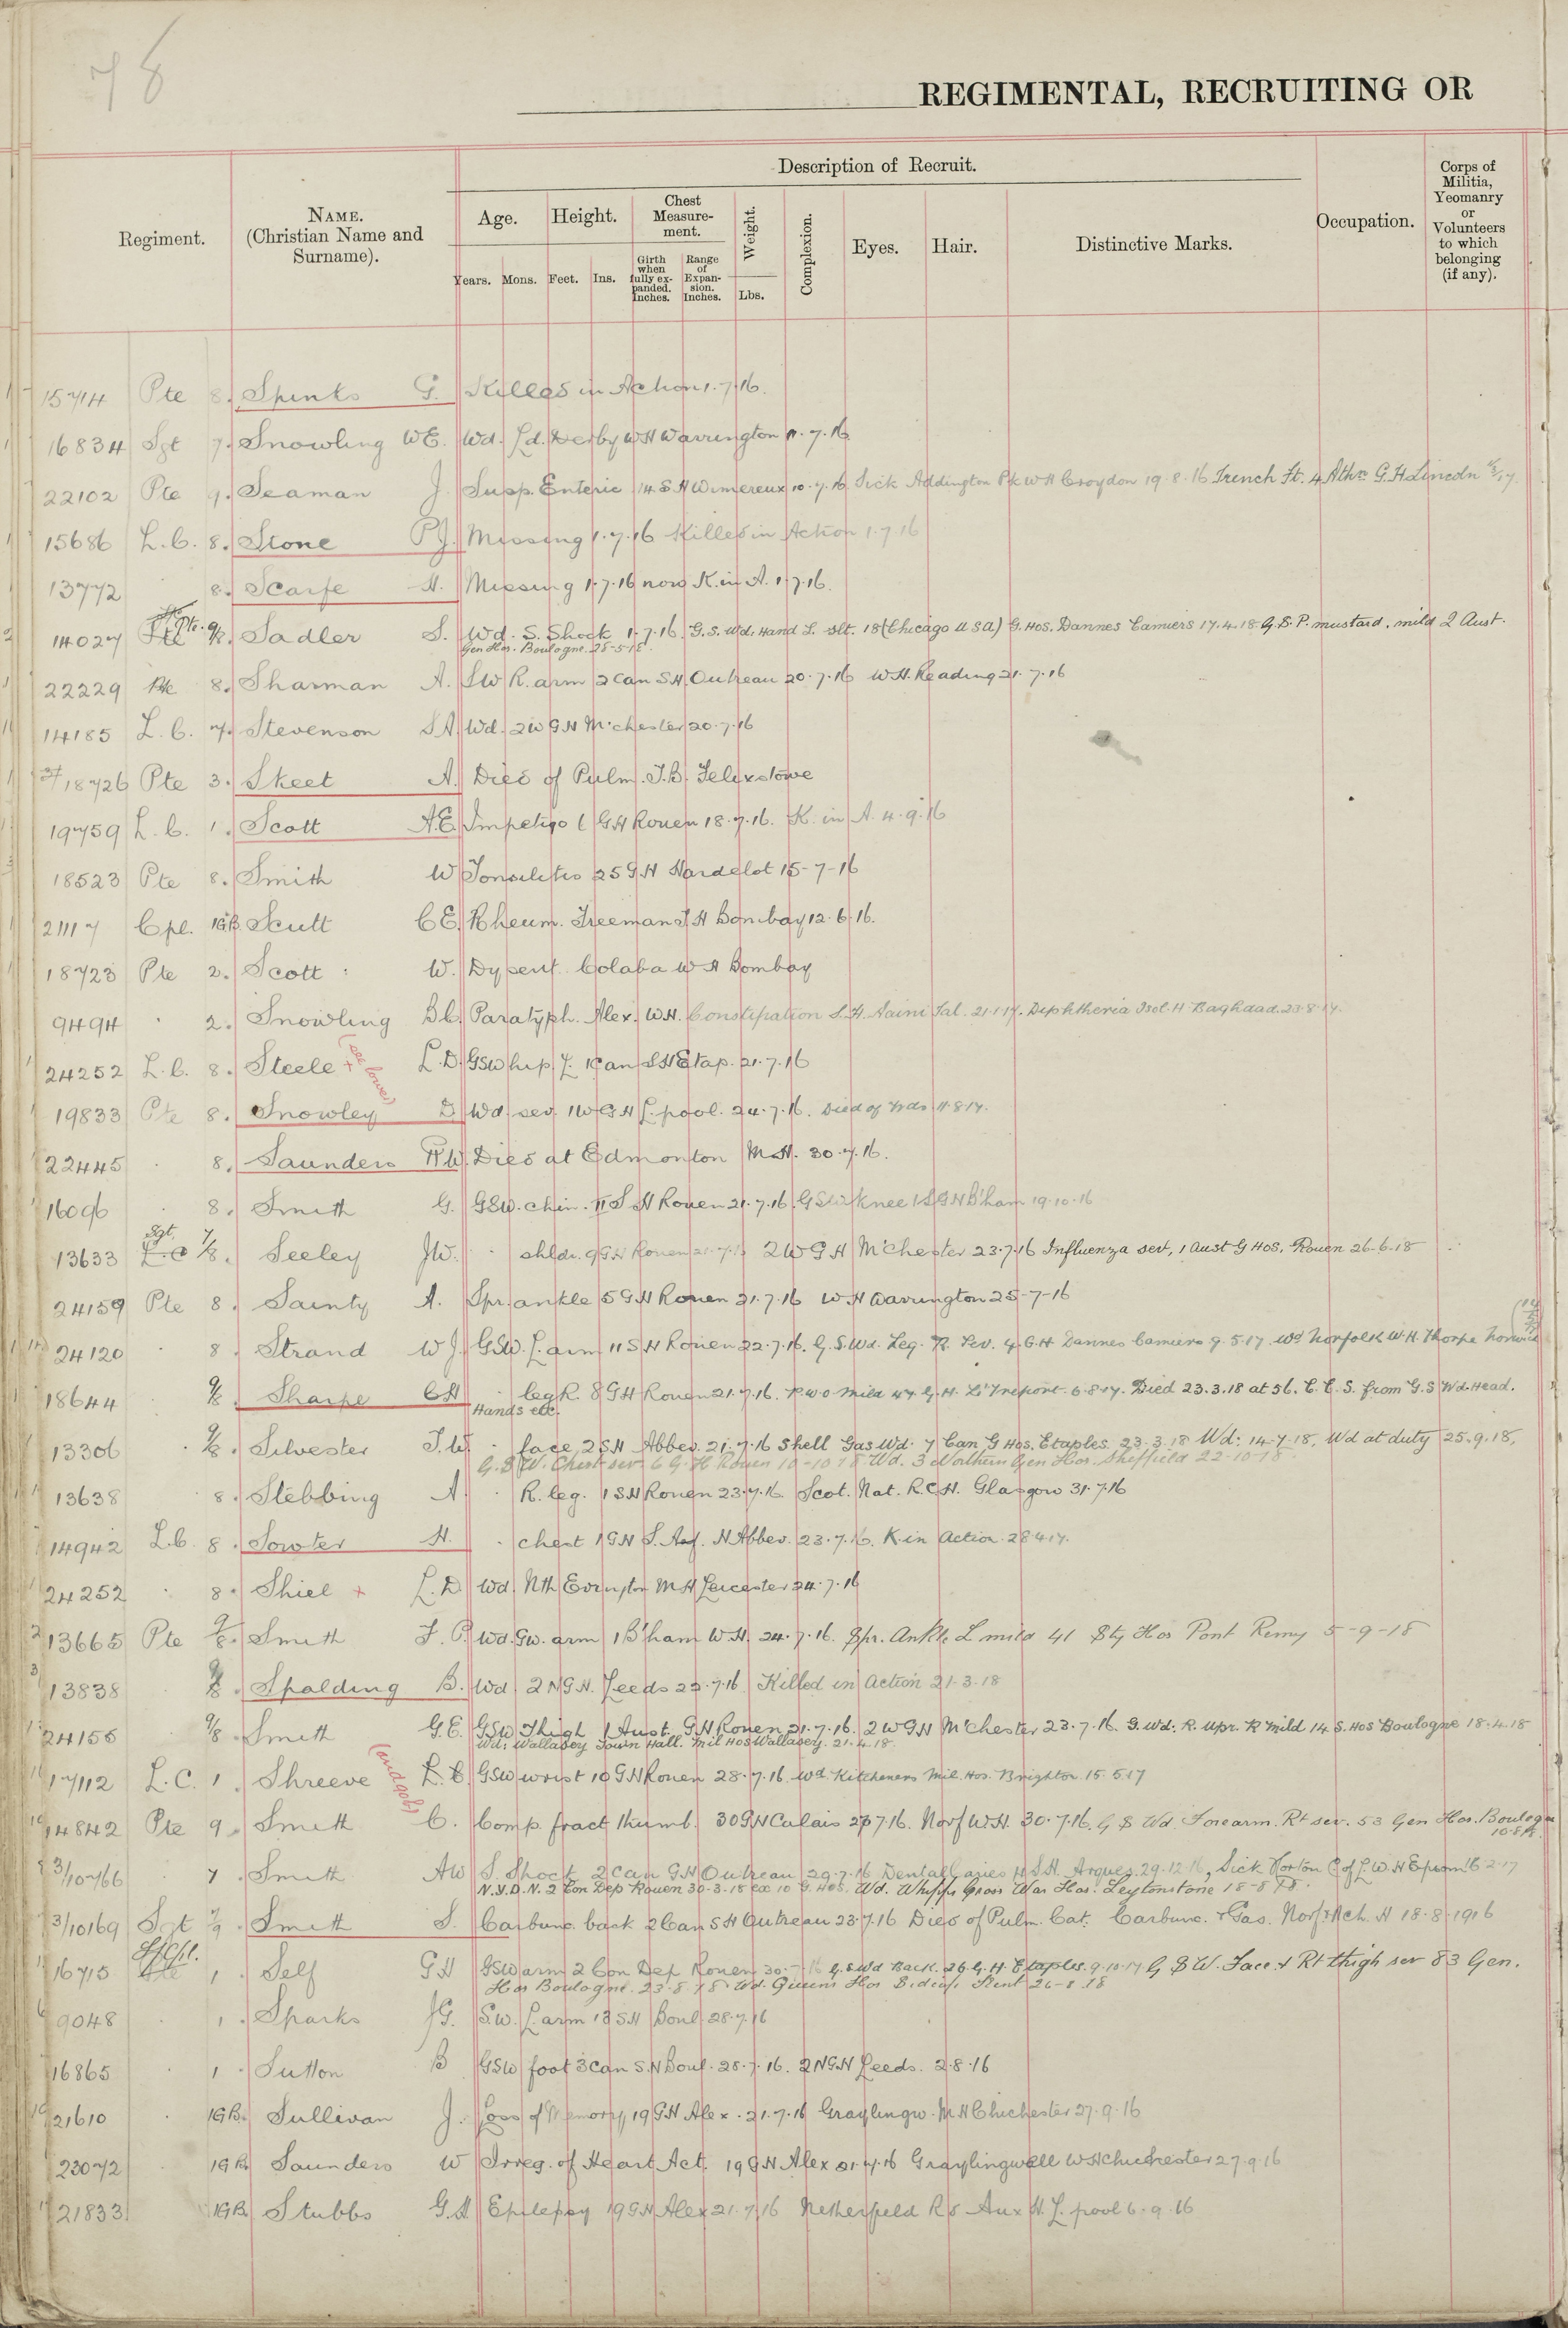 78
REGIMENTAL, RECRUITING OR
Description of Recruit.
Regiment.
NAME.
(Christian Name and
Surname).
Age.
Height.
Chest
Measure-
ment.
Weight.
Complexion.
Eyes.
Hair.
Distinctive Marks.
Occupation.
Corps of
Militia,
Yeomanry
or
Volunteers
to which
belonging
(if any).
Years.
Mons.
Feet.
Ins.
Girth
when
fully ex-
panded.
Inches.
Range
of
Expan-
sion.
Inches.
Lbs.
15714 Pte 8. Spinks G. Killed in Action 1.7.16.
16834 Sgt 7. Snowling W E. Wd. Ld. Derby W H Warrington 11.7.16.
22102 Pte 9. Seaman J. Susp. Enteric 14 S H Wimereux 10.7.16 Sick Addington Pk W H Croydon 19.8.16 Trench Ft. 4 Nthn G.H. Lincoln
15686 L.C. 8. Stone P J. Missing 1.7.16 Killed in Action 1.7.16
13772 8. Scarfe H. Missing 1.7.16 now K. in A. 1.7.16.
14027 Pte. 9/8. Sadler S. Wd. S. Shock 1.7.16. G.S. Wd. Hand L. slt. 18 (Chicago U S A) G. Hos. Dannes Camiers 17.4.18 G.S.P. mustard, mild 2 Aust.
Gen Hos. Boulogne. 28-5-18.
22229 Pte 8. Sharman A. S W R. arm 2 Can S H Outreau 20.7.16 W.H. Reading 21.7.16
14185 L.C. 7. Stevenson S A. Wd. 2 W G H M'chester 20.7.16
18726 Pte 3. Skeet A. Died of Pulm. T.B. Felixstowe
19759 L.C. 1. Scott A.E. Impetigo 6 G H Rouen 18.7.16. K. in A. 4.9.16
18523 Pte 8. Smith W Tonsilitis 25 G.H Hardelot 15-7-16
21117 Cpl. 1G.B. Scutt C E. Rheum. Freeman T H Bombay 12.6.16.
18723 Pte 2. Scott W. Dysent. Colaba W H Bombay
9494 2. Snowling B C. Paratyph. Alex. W.H. Constipation S.H. Naini Tal. 21.1.17. Diphtheria Isol. H Baghdad. 23.8.17.
24252 L.C. 8. Steele + (see lower) L.D. GSW hip L. 1 Can S H Etap. 21.7.16
19833 Pte 8. Snowley D Wd. sev. 1 W G H L'pool. 24.7.16. Died of Wds 11.8.17.
22445 8. Saunders R W. Died at Edmonton M.H. 30.7.16.
16096 8. Smith G. GSW. chin. 11 S H Rouen 21.7.16. G S W knee 1 S G H B'ham 19.10.16
13633 Sgt 7/8. Seeley J W. shldr. 9 G H Rouen 21.7.16 2 W G H M'Chester 23.7.16 Influenza sev, 1 Aust G Hos. Rouen 26-6-18
24159 Pte 8. Sainty A. Spr. ankle 5 G H Rouen 21.7.16 W H Warrington 25-7-16
24120 8 Strand W J. GSW. L. arm 11 S H Rouen 22.7.16. G.S.Wd. Leg. R. sev. 4 G.H Dannes Camiers 9.5.17. Wd Norfolk W.H. Thorpe Norwich
18644 9/8. Sharpe C H leg R. 8 G H Rouen 21.7.16. P.U.O mild 47 G.H. Le Treport. 6.8.17. Died 23.3.18 at 56. C.C.S. from G.S Wd. Head.
Hands etc.
13306 9/8. Silvester T.W. face, 2 S H Abbev. 21.7.16 Shell Gas Wd. 7 Can G Hos. Etaples. 23.3.18 Wd: 14.7.18, Wd at duty 25.9.18,
G.S.W. Chest sev 6 G.H Rouen 10-10-18 Wd. 3 Northern Gen Hos. Sheffield 22-10-18.
13638 8. Stebbing A. R. leg. 1 S H Rouen 23.7.16. Scot. Nat. R.C.H. Glasgow 31.7.16
14942 L.C. 8. Sowter H. chest 1 G H S. Af. H Abbev. 23.7.16. K. in Action. 28.4.17.
24252 8. Shiel + L.D Wd. Nth Evington M H Leicester 24.7.16
13665 Pte 9/8. Smith F. P. Wd. Gw. arm 1 B'ham W.H. 24.7.16. Spr. Ankle L mild 41 Sty Hos Pont Remy 5-9-18
13838 8. Spalding B. Wd. 2 N G H. Leeds 23.7.16 Killed in Action 21.3.18
24156 9/8. Smith G.E. GSW Thigh 1 Aust. G H Rouen 21.7.16. 2 W G H M'chester 23.7.16. G. Wd: R. Upr. R Mild 14 S. Hos Boulogne 18.4.18
Wd: Wallasey Town Hall. Mil Hos Wallasey. 21.4.18.
17112 L.C. 1. Shreeve L. C. GSW wrist 10 G H Rouen 28.7.16. Wd Kitcheners Mil. Hos. Brighton 15.5.17
14842 Pte 9. Smith C. Comp. fract thumb. 30 G H Calais 27.7.16. Norf W.H. 30.7.16. G S Wd Forearm. Rt sev. 53 Gen Hos. Boulogne
10-8-18.
3/10766 7 Smith A W S. Shock 2 Can G H Outreau 29.7.16 Dental Caries 4 S.H. Arques. 29.12.16, Sick Horton C of L W H Epsom 16.2.17
N.Y.D.N. 2 Con Dep Rouen 30-3-18 ex 10 G. Hos. Wd. Whipps Cross War Hos. Leytonstone 18-8-18.
3/10169 Sgt 7/9. Smith S. Carbunc. back 2 Can S H Outreau 23.7.16 Died of Pulm. Cat. Carbunc. & Gas. Norf & Nch. H 18.8.1916
16715 L/Cpl. 1. Self G H GSW arm 2 Con Dep Rouen 30.7.16 G.S.Wd Back. 26 G.H. Etaples. 9.10.17 G S W. Face & Rt thigh sev 83 Gen.
Hos Boulogne. 23.8.18. Wd. Queens Hos Sidcup Kent 26-8-18
9048 1. Sparks J G. S.W. L. arm 13 S H Boul. 28.7.16
16865 1. Sutton B GSW foot 3 Can S.H Boul. 28.7.16. 2 N G.H Leeds. 2.8.16
21610 1G.B. Sullivan J. Loss of Memory 19 G.H Alex. 21.7.16 Graylingw. M H Chichester 27.9.16
23072 1G.B. Saunders W Irreg. of Heart Act. 19 G.H Alex 21.7.16 Graylingwell W H Chichester 27.9.16
21833 1G.B. Stubbs G.A Epilepsy 19 G.H Alex 21.7.16 Netherfield Rd Aux H. L'pool 6.9.16